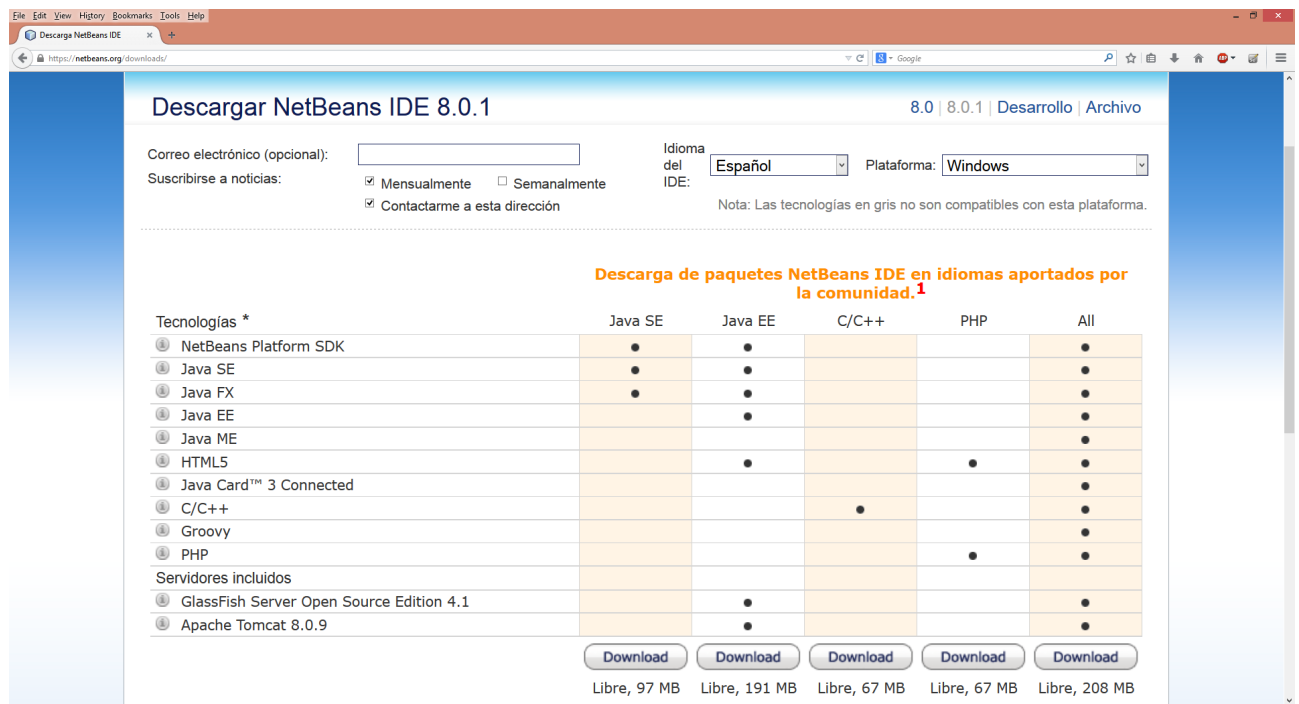 File Edit View History Bookmarks Tools Help
Descarga NetBeans IDE
https://netbeans.org/downloads/
Google
Descargar NetBeans IDE 8.0.1
8.0 | 8.0.1 | Desarrollo | Archivo
Correo electrónico (opcional):
Idioma del IDE:
Español
Plataforma:
Windows
Suscribirse a noticias:
Mensualmente
Semanalmente
Contactarme a esta dirección
Nota: Las tecnologías en gris no son compatibles con esta plataforma.
Descarga de paquetes NetBeans IDE en idiomas aportados por
la comunidad.1
Tecnologías * Java SE Java EE C/C++ PHP All
NetBeans Platform SDK
Java SE
Java FX
Java EE
Java ME
HTML5
Java Card™ 3 Connected
C/C++
Groovy
PHP
Servidores incluidos
GlassFish Server Open Source Edition 4.1
Apache Tomcat 8.0.9
Download Download Download Download Download
Libre, 97 MB Libre, 191 MB Libre, 67 MB Libre, 67 MB Libre, 208 MB